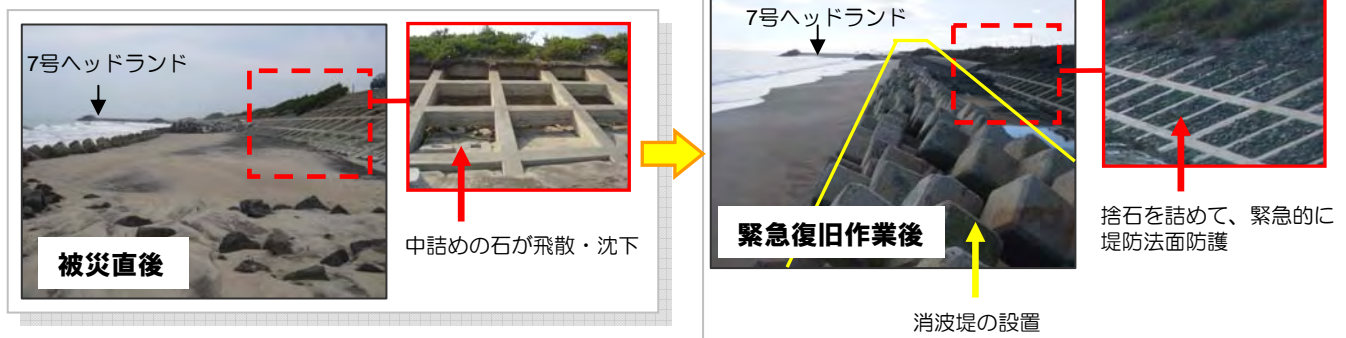 7号ヘッドランド
被災直後
中詰めの石が飛散・沈下
7号ヘッドランド
緊急復旧作業後
捨石を詰めて、緊急的に
堤防法面防護
消波堤の設置